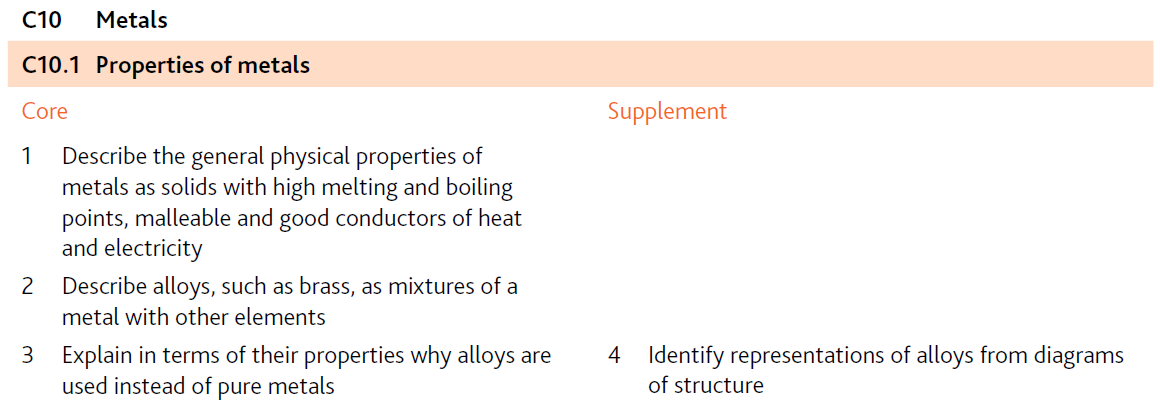 C10 Metals
C10.1 Properties of metals
Core
Supplement
1 Describe the general physical properties of
metals as solids with high melting and boiling
points, malleable and good conductors of heat
and electricity
2 Describe alloys, such as brass, as mixtures of a
metal with other elements
3 Explain in terms of their properties why alloys are
used instead of pure metals
4 Identify representations of alloys from diagrams
of structure